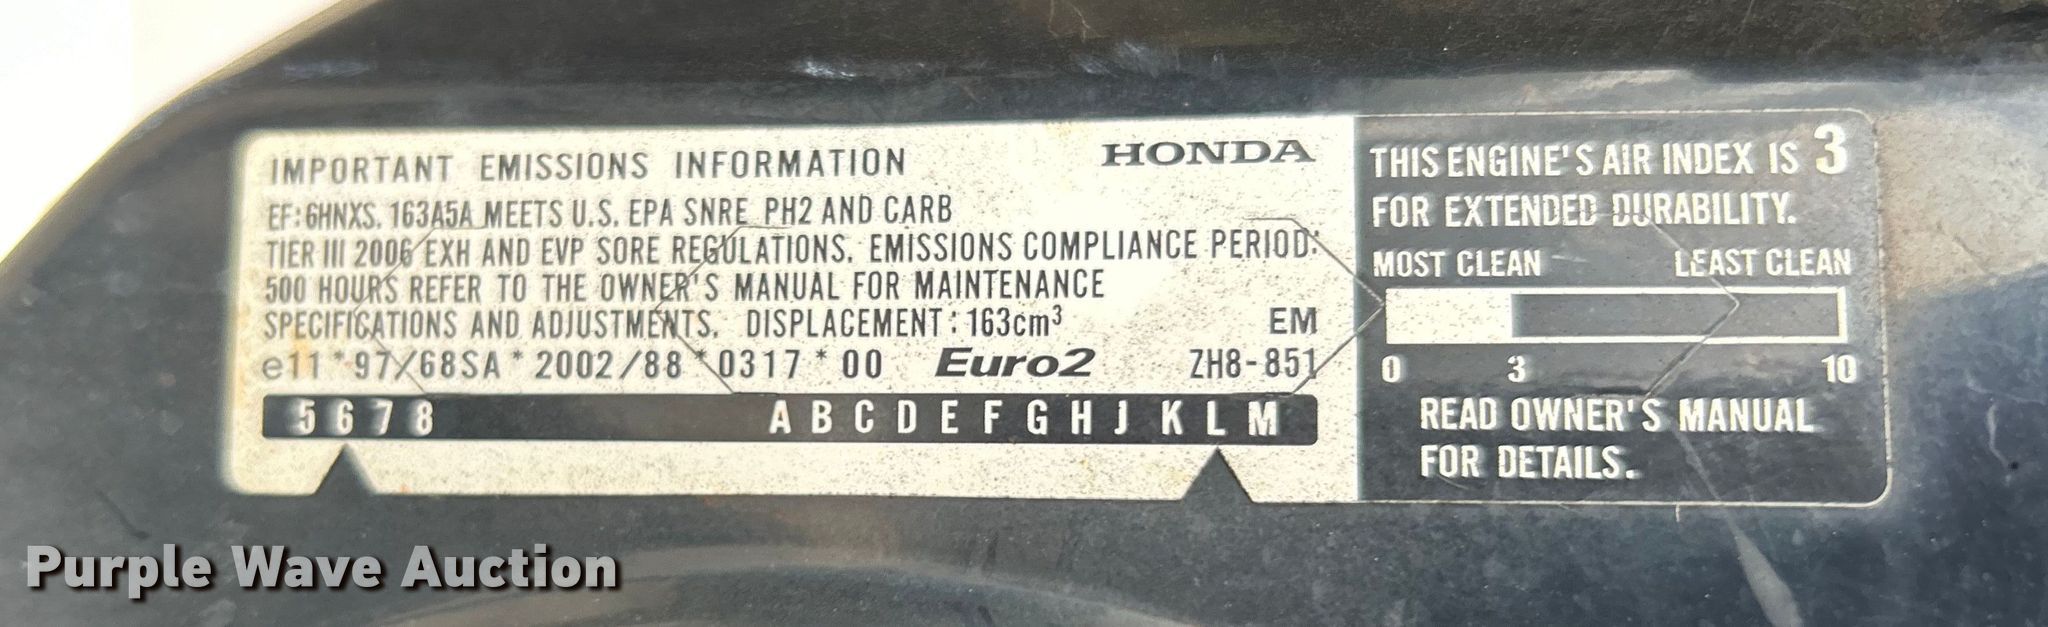 IMPORTANT EMISSIONS INFORMATION HONDA
EF:6HNXS. 163A5A MEETS U.S. EPA SNRE PH2 AND CARB
TIER III 2006 EXH AND EVP SORE REGULATIONS. EMISSIONS COMPLIANCE PERIOD:
500 HOURS REFER TO THE OWNER'S MANUAL FOR MAINTENANCE
SPECIFICATIONS AND ADJUSTMENTS. DISPLACEMENT : 163cm³ EM
e11*97/68SA*2002/88*0317*00 Euro2 ZH8-851
5 6 7 8 A B C D E F G H J K L M
THIS ENGINE'S AIR INDEX IS 3
FOR EXTENDED DURABILITY.
MOST CLEAN LEAST CLEAN
0 3 10
READ OWNER'S MANUAL
FOR DETAILS.
Purple Wave Auction